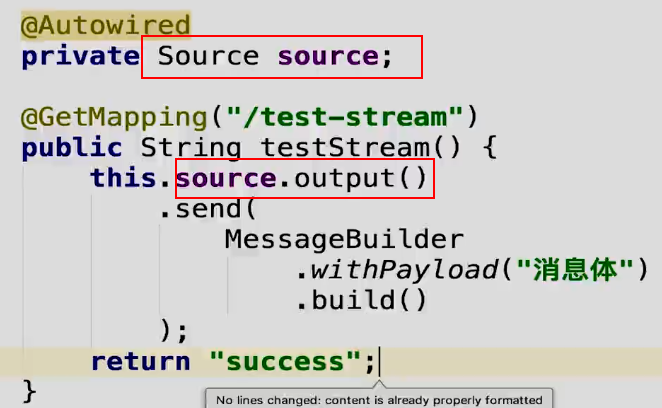 @Autowired
private Source source;
@GetMapping("/test-stream")
public String testStream() {
this.source.output()
.send(
MessageBuilder
.withPayload("消息体")
.build()
);
return "success";
}
No lines changed: content is already properly formatted